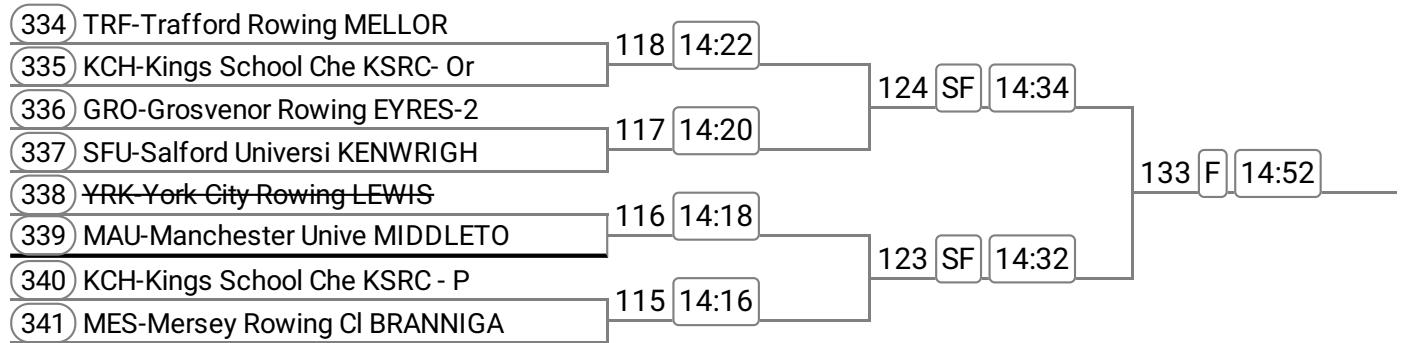 334 TRF-Trafford Rowing MELLOR
335 KCH-Kings School Che KSRC- Or
118 14:22
336 GRO-Grosvenor Rowing EYRES-2
337 SFU-Salford Universi KENWRIGH
117 14:20
124 SF 14:34
338 YRK-York City Rowing LEWIS
339 MAU-Manchester Unive MIDDLETO
116 14:18
340 KCH-Kings School Che KSRC - P
341 MES-Mersey Rowing Cl BRANNIGA
115 14:16
123 SF 14:32
133 F 14:52